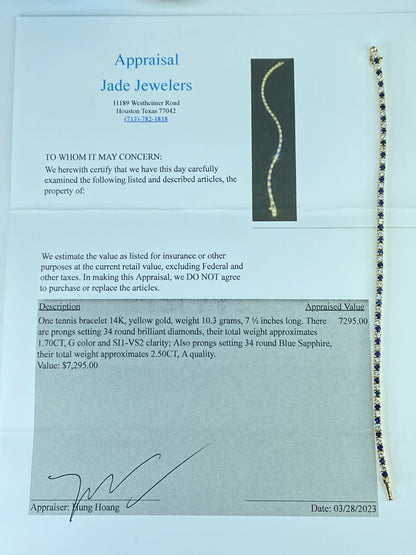 Appraisal
Jade Jewelers
11189 Westheimer Road
Houston Texas 77042
(713)-782-1818
TO WHOM IT MAY CONCERN:
We herewith certify that we have this day carefully
examined the following listed and described articles, the
property of:
We estimate the value as listed for insurance or other
purposes at the current retail value, excluding Federal and
other taxes. In making this Appraisal, we DO NOT agree
to purchase or replace the articles.
Description Appraised Value
One tennis bracelet 14K, yellow gold, weight 10.3 grams, 7 ½ inches long. There 7295.00
are prongs setting 34 round brilliant diamonds, their total weight approximates
1.70CT, G color and SI1-VS2 clarity; Also prongs setting 34 round Blue Sapphire,
their total weight approximates 2.50CT, A quality.
Value: $7,295.00
Appraiser: Hung Hoang Date: 03/28/2023